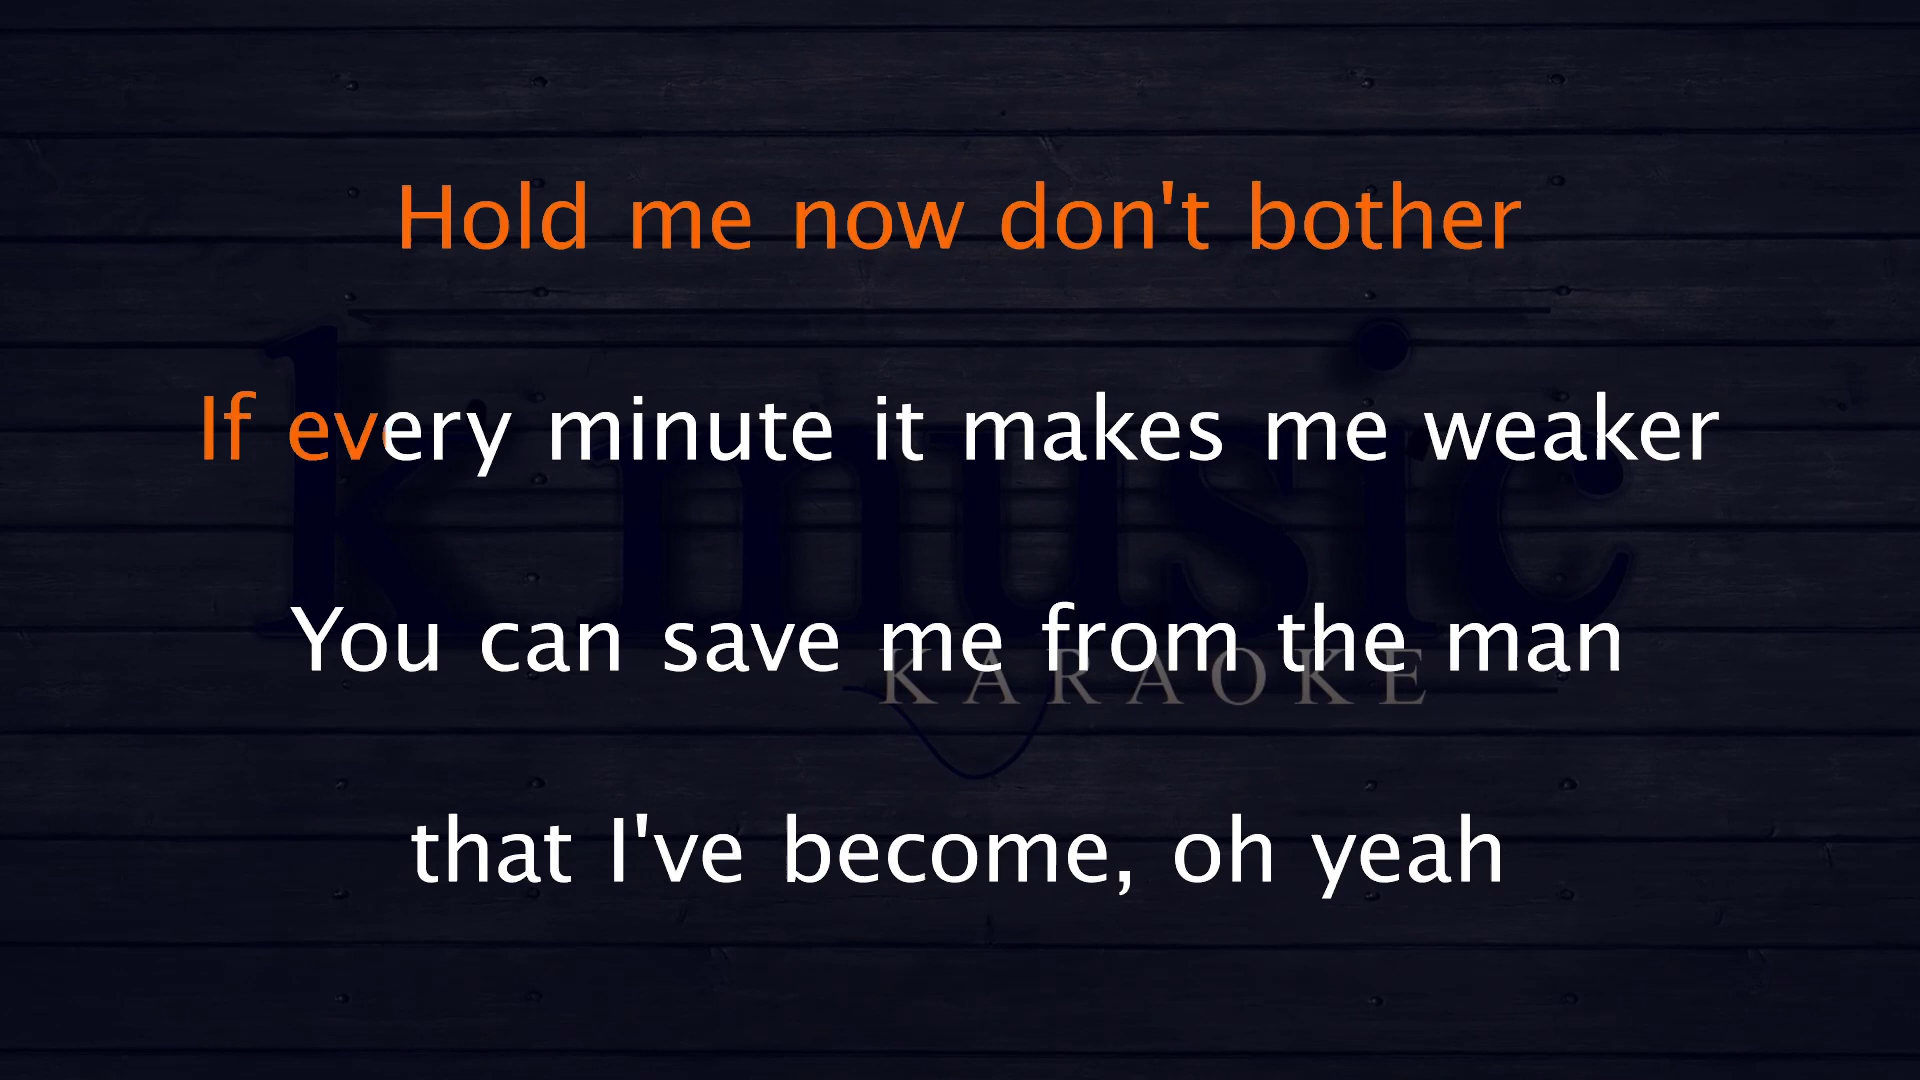 Hold me now don't bother
If every minute it makes me weaker
k music
You can save me from the man
KARAOKE
that I've become, oh yeah